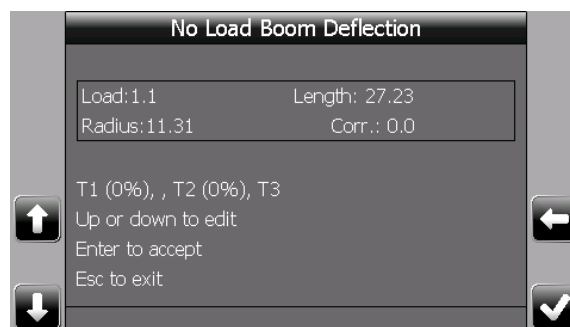 No Load Boom Deflection
Load:1.1 Length: 27.23
Radius:11.31 Corr.: 0.0
T1 (0%), , T2 (0%), T3
Up or down to edit
Enter to accept
Esc to exit